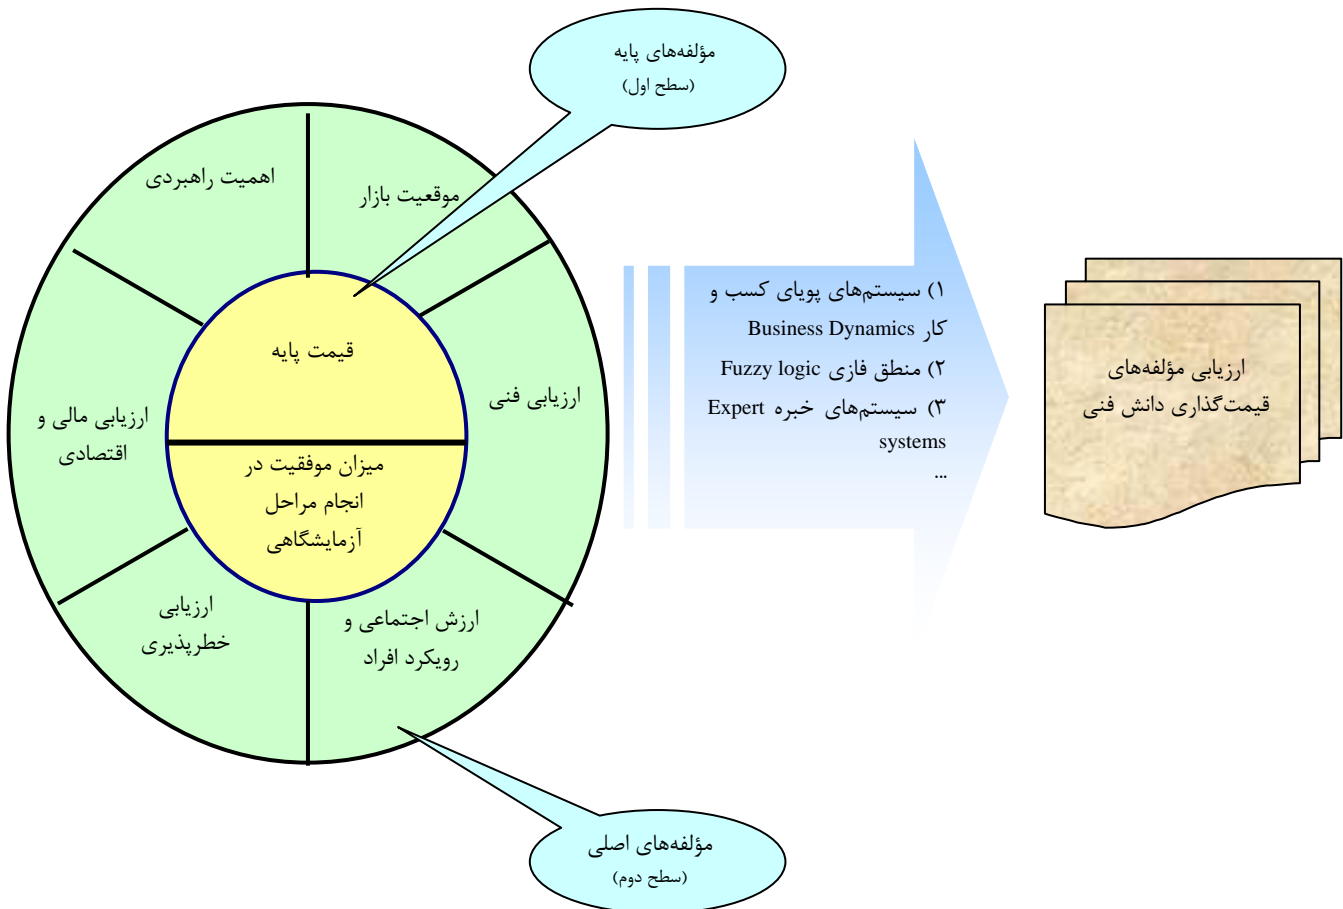 مؤلفه‌های پایه
(سطح اول)
اهمیت راهبردی
موقعیت بازار
قیمت پایه
ارزیابی فنی
ارزیابی مالی و
اقتصادی
میزان موفقیت در
انجام مراحل
آزمایشگاهی
ارزیابی
خطرپذیری
ارزش اجتماعی و
رویکرد افراد
مؤلفه‌های اصلی
(سطح دوم)
۱) سیستم‌های پویای کسب و
کار Business Dynamics
۲) منطق فازی Fuzzy logic
۳) سیستم‌های خبره Expert
systems
...
ارزیابی مؤلفه‌های
قیمت‌گذاری دانش فنی